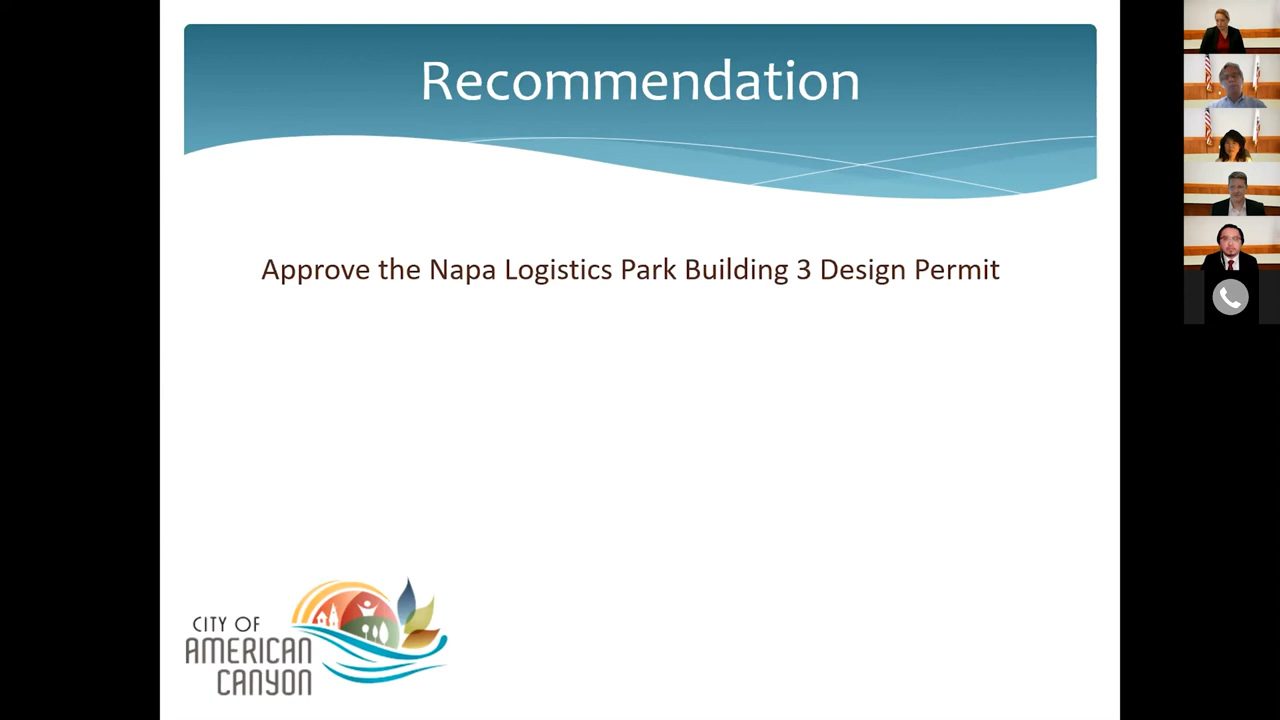 Recommendation
Approve the Napa Logistics Park Building 3 Design Permit
CITY OF
AMERICAN
CANYON